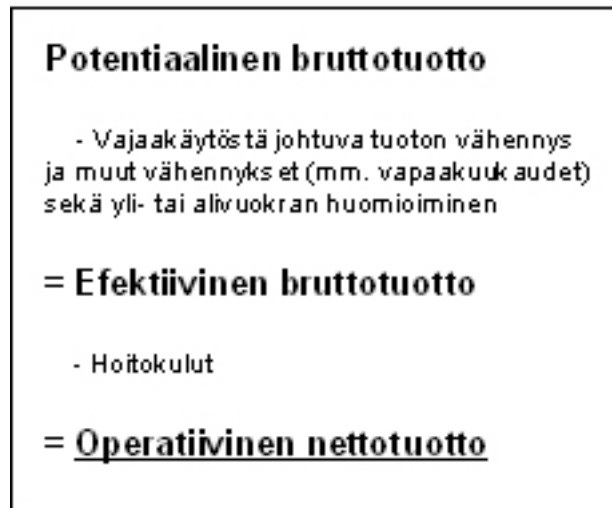 Potentiaalinen bruttotuotto
- Vajaakäytöstä johtuva tuoton vähennys
ja muut vähennykset (mm. vapaakuukaudet)
sekä yli- tai alivuokran huomioiminen
= Efektiivinen bruttotuotto
- Hoitokulut
= Operatiivinen nettotuotto